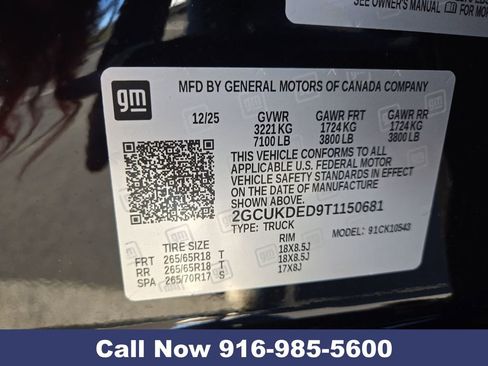 SEE OWNER'S MANUAL FOR MO
gm
MFD BY GENERAL MOTORS OF CANADA COMPANY
12/25 GVWR GAWR FRT GAWR RR
3221 KG 1724 KG 1724 KG
7100 LB 3800 LB 3800 LB
THIS VEHICLE CONFORMS TO ALL
APPLICABLE U.S. FEDERAL MOTOR
VEHICLE SAFETY STANDARDS IN EFFECT
ON THE DATE OF MANUFACTURE
2GCUKDED9T1150681
TYPE: TRUCK MODEL: 91CK10543
TIRE SIZE RIM
FRT 265/65R18 T 18X8.5J
RR 265/65R18 T 18X8.5J
SPA 265/70R17 S 17X8J
Call Now 916-985-5600